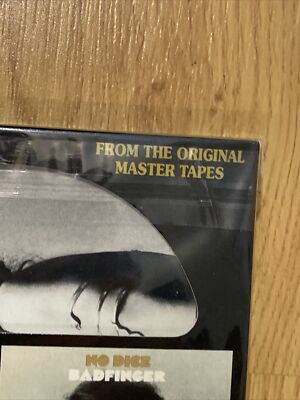 FROM THE ORIGINAL
MASTER TAPES
NO DICE
BADFINGER